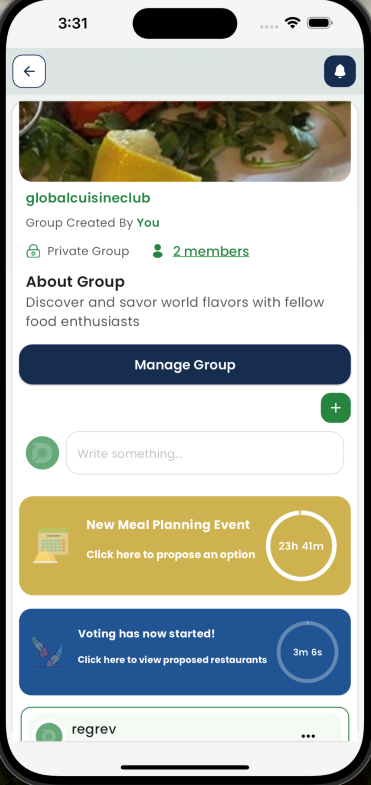 3:31
globalcuisineclub
Group Created By You
Private Group 2 members
About Group
Discover and savor world flavors with fellow
food enthusiasts
Manage Group
+
Write something...
New Meal Planning Event
Click here to propose an option
23h 41m
Voting has now started!
Click here to view proposed restaurants
3m 6s
regrev